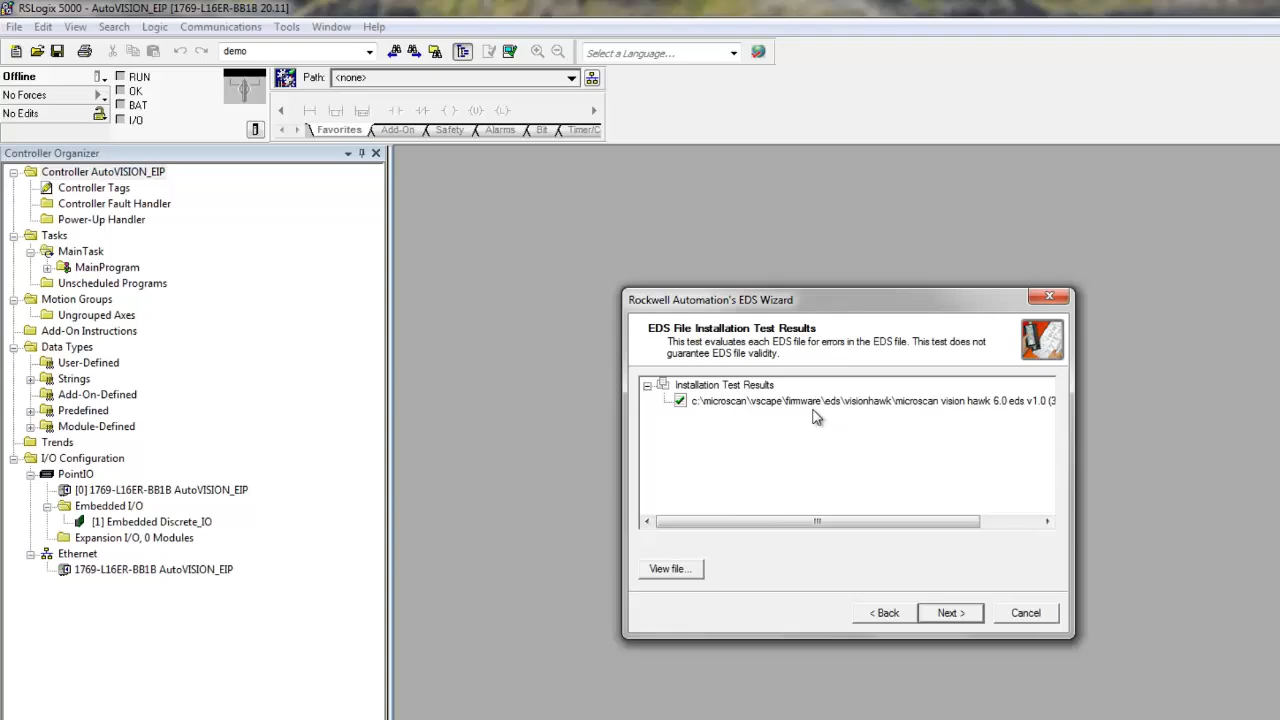 RSLogix 5000 - AutoVISION_EIP [1769-L16ER-BB1B 20.11]
File Edit View Search Logic Communications Tools Window Help
demo
Select a Language...
Offline
RUN
Path: <none>
No Forces
OK
BAT
No Edits
I/O
Favorites Add-On Safety Alarms Bit Timer/C
Controller Organizer
Controller AutoVISION_EIP
Controller Tags
Controller Fault Handler
Power-Up Handler
Tasks
MainTask
MainProgram
Unscheduled Programs
Motion Groups
Ungrouped Axes
Add-On Instructions
Data Types
User-Defined
Strings
Add-On-Defined
Predefined
Module-Defined
Trends
I/O Configuration
PointIO
[0] 1769-L16ER-BB1B AutoVISION_EIP
Embedded I/O
[1] Embedded Discrete_IO
Expansion I/O, 0 Modules
Ethernet
1769-L16ER-BB1B AutoVISION_EIP
Rockwell Automation's EDS Wizard
EDS File Installation Test Results
This test evaluates each EDS file for errors in the EDS file. This test does not
guarantee EDS file validity.
Installation Test Results
c:\microscan\vscape\firmware\eds\visionhawk\microscan vision hawk 6.0 eds v1.0 (3
View file...
< Back Next > Cancel